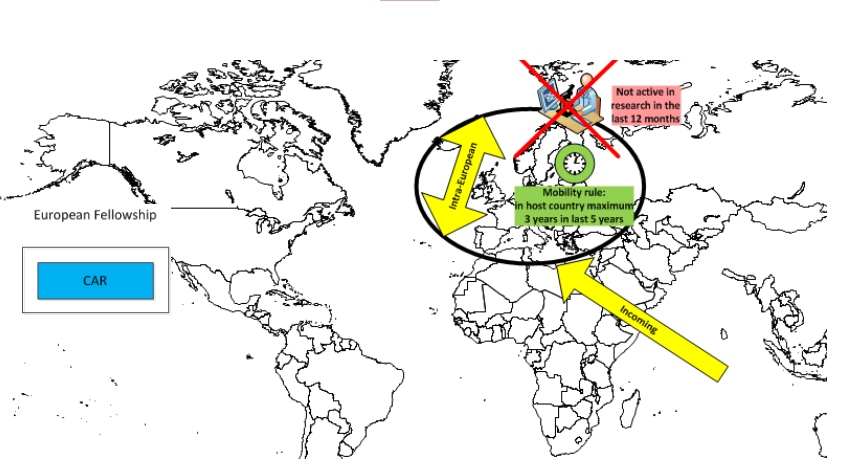 Not active in
research in the
last 12 months
Intra-European
Mobility rule:
in host country maximum
3 years in last 5 years
European Fellowship
CAR
Incoming